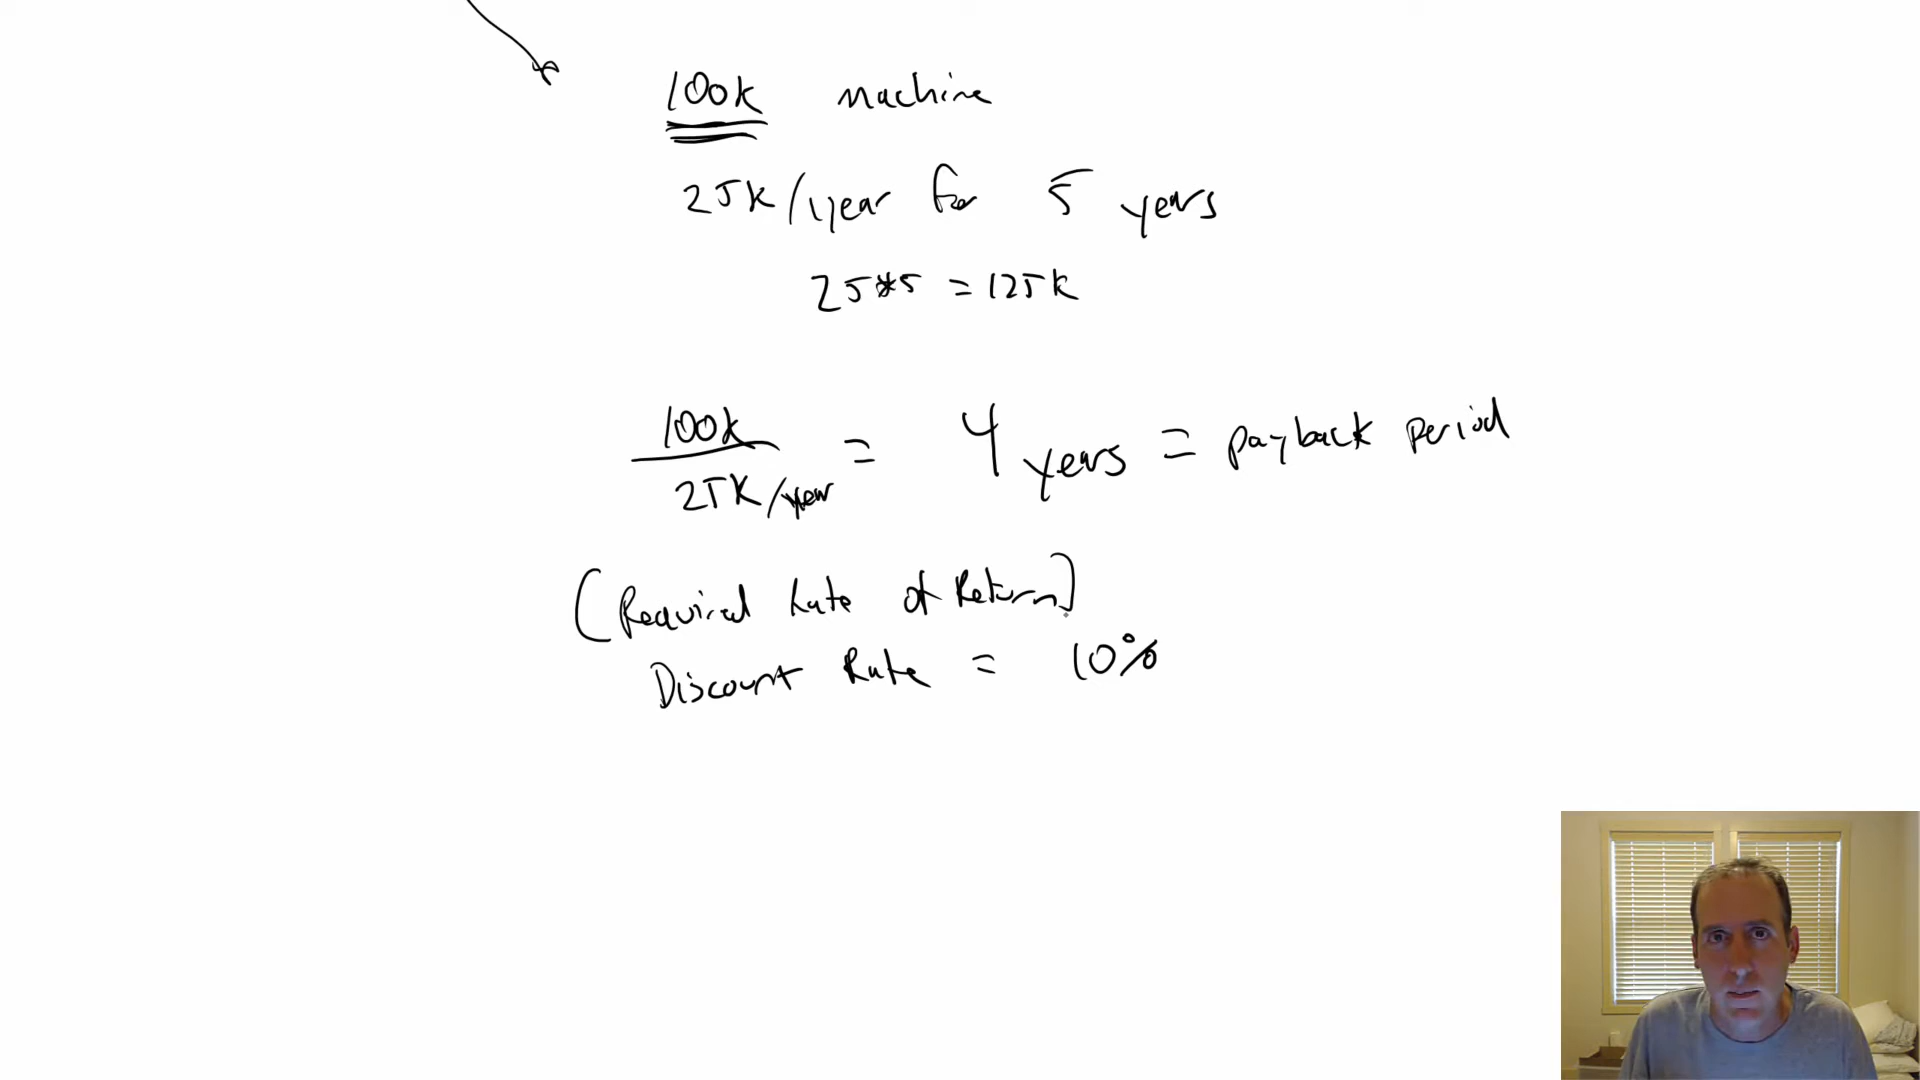 100k machine
25k/year for 5 years
25*5 = 125k
100k
25k/year
= 4 years = payback period
(Required Rate of Return)
Discount Rate = 10%